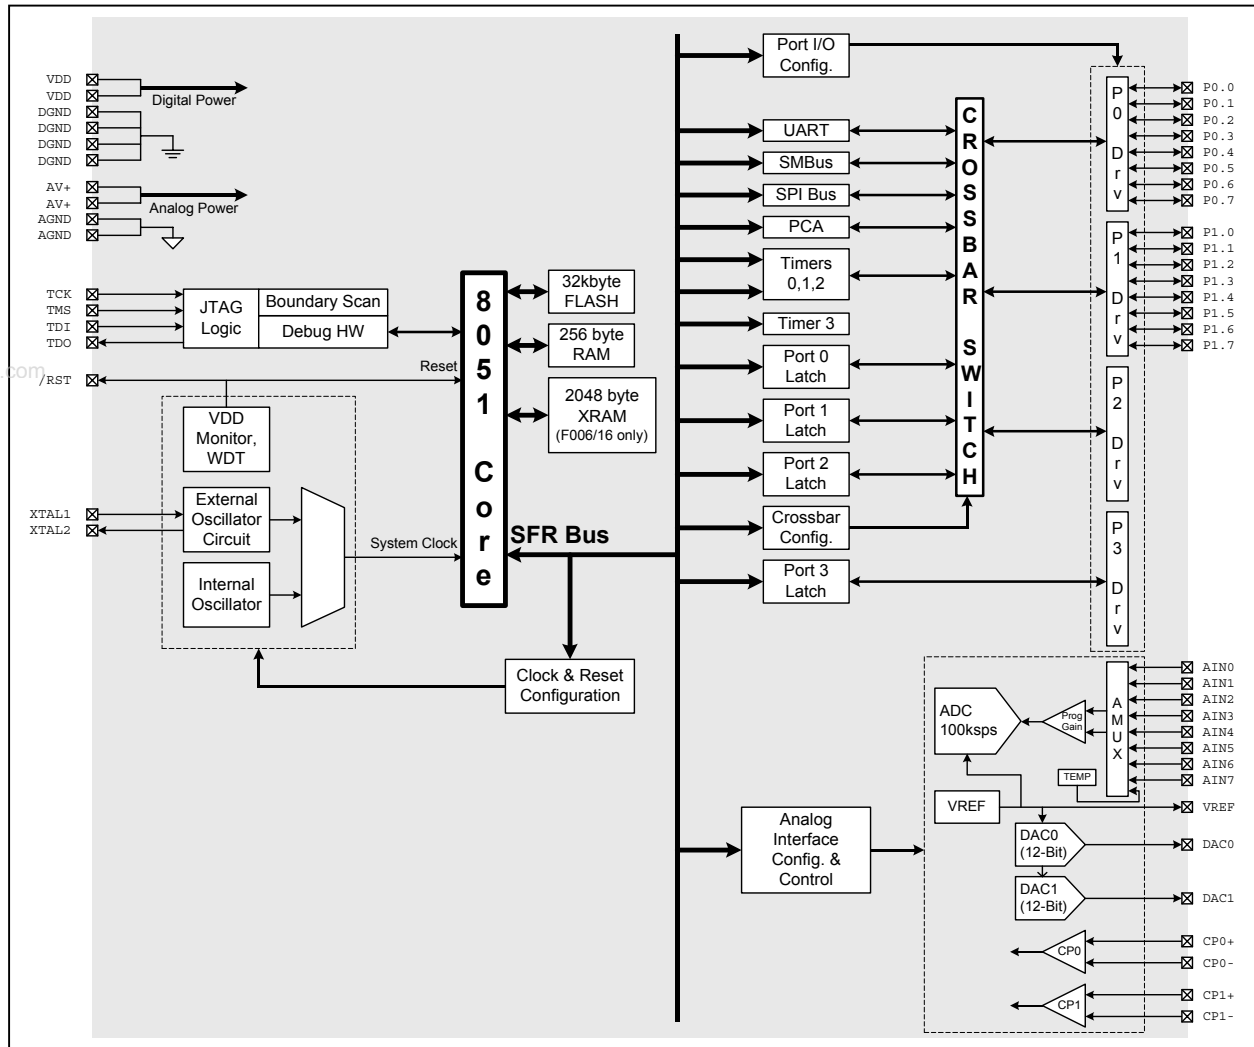 VDD
VDD
Digital Power
DGND
DGND
DGND
DGND
AV+
AV+
Analog Power
AGND
AGND
TCK
TMS
TDI
TDO
JTAG
Logic
Boundary Scan
Debug HW
.com
/RST
Reset
VDD
Monitor,
WDT
XTAL1
XTAL2
External
Oscillator
Circuit
Internal
Oscillator
System Clock
8051 Core
32kbyte
FLASH
256 byte
RAM
2048 byte
XRAM
(F006/16 only)
SFR Bus
Clock & Reset
Configuration
Port I/O
Config.
UART
SMBus
SPI Bus
PCA
Timers
0,1,2
Timer 3
Port 0
Latch
Port 1
Latch
Port 2
Latch
Crossbar
Config.
Port 3
Latch
CROSSBAR SWITCH
P0 Drv
P1 Drv
P2 Drv
P3 Drv
P0.0
P0.1
P0.2
P0.3
P0.4
P0.5
P0.6
P0.7
P1.0
P1.1
P1.2
P1.3
P1.4
P1.5
P1.6
P1.7
Analog
Interface
Config. &
Control
ADC
100ksps
Prog
Gain
AMUX
TEMP
VREF
DAC0
(12-Bit)
DAC1
(12-Bit)
CP0
CP1
AIN0
AIN1
AIN2
AIN3
AIN4
AIN5
AIN6
AIN7
VREF
DAC0
DAC1
CP0+
CP0-
CP1+
CP1-